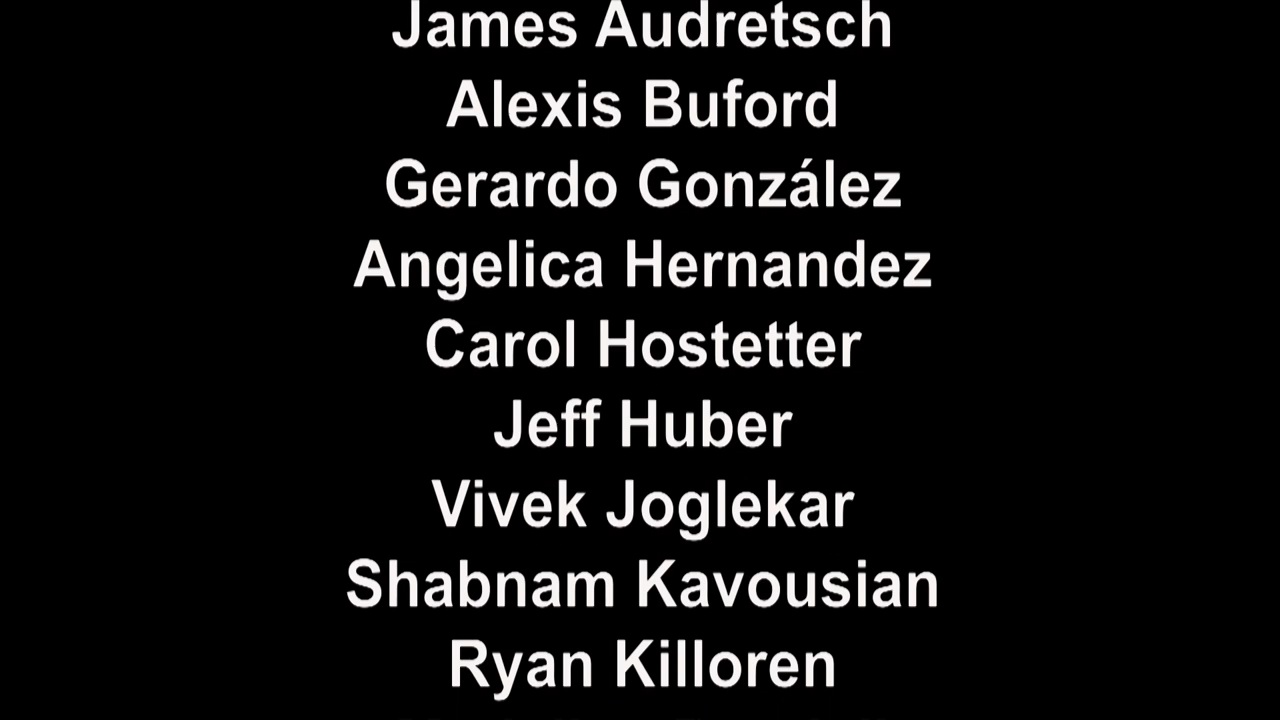 James Audretsch
Alexis Buford
Gerardo González
Angelica Hernandez
Carol Hostetter
Jeff Huber
Vivek Joglekar
Shabnam Kavousian
Ryan Killoren